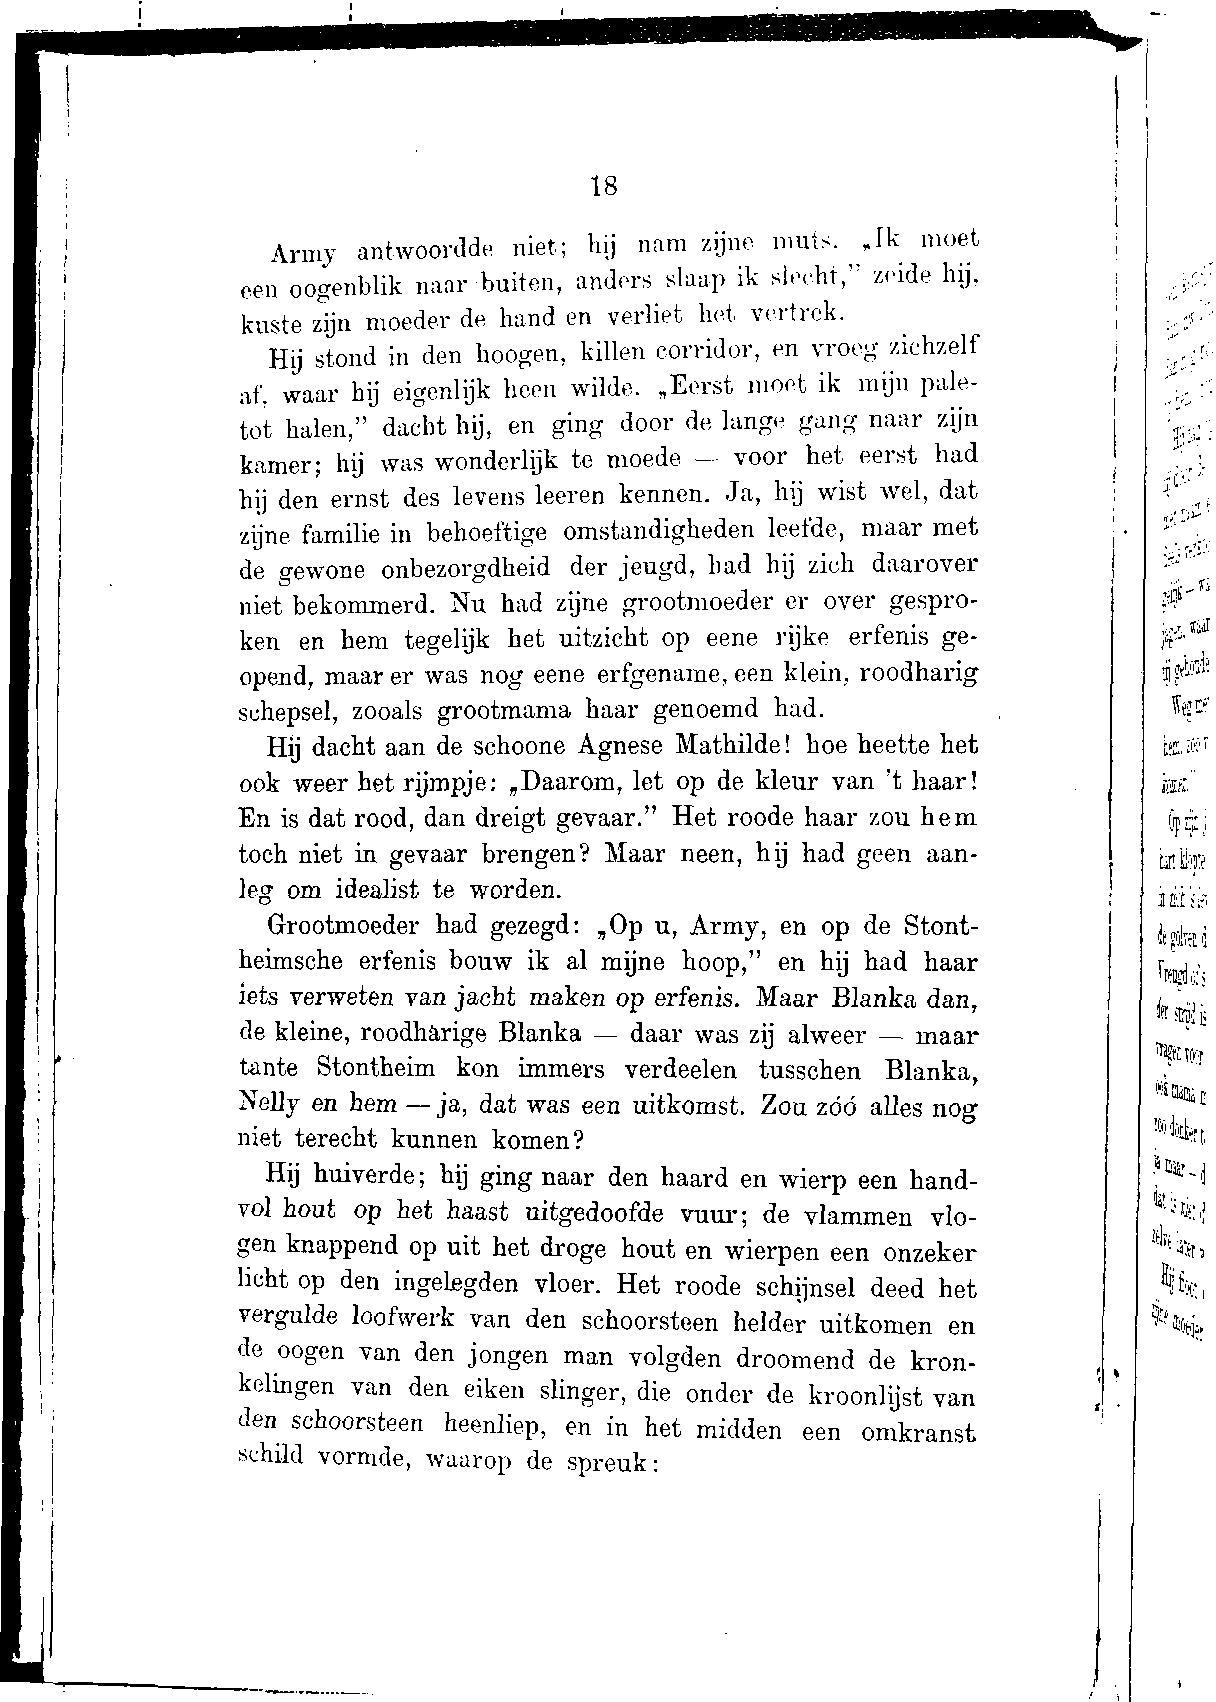 18
Army antwoordde niet; hij nam zijne muts. „Ik moet
een oogenblik naar buiten, anders slaap ik slecht,” zeide hij,
kuste zijn moeder de hand en verliet het vertrek.
Hij stond in den hoogen, killen corridor, en vroeg zichzelf
af, waar hij eigenlijk heen wilde. „Eerst moet ik mijn pale-
tot halen,” dacht hij, en ging door de lange gang naar zijn
kamer; hij was wonderlijk te moede — voor het eerst had
hij den ernst des levens leeren kennen. Ja, hij wist wel, dat
zijne familie in behoeftige omstandigheden leefde, maar met
de gewone onbezorgdheid der jeugd, had hij zich daarover
niet bekommerd. Nu had zijne grootmoeder er over gespro-
ken en hem tegelijk het uitzicht op eene rijke erfenis ge-
opend, maar er was nog eene erfgename, een klein, roodharig
schepsel, zooals grootmama haar genoemd had.
Hij dacht aan de schoone Agnese Mathilde! hoe heette het
ook weer het rijmpje: „Daarom, let op de kleur van 't haar!
En is dat rood, dan dreigt gevaar.” Het roode haar zou hem
toch niet in gevaar brengen? Maar neen, hij had geen aan-
leg om idealist te worden.
Grootmoeder had gezegd: „Op u, Army, en op de Stont-
heimsche erfenis bouw ik al mijne hoop,” en hij had haar
iets verweten van jacht maken op erfenis. Maar Blanka dan,
de kleine, roodharige Blanka — daar was zij alweer — maar
tante Stontheim kon immers verdeelen tusschen Blanka,
Nelly en hem — ja, dat was een uitkomst. Zou zóó alles nog
niet terecht kunnen komen?
Hij huiverde; hij ging naar den haard en wierp een hand-
vol hout op het haast uitgedoofde vuur; de vlammen vlo-
gen knappend op uit het droge hout en wierpen een onzeker
licht op den ingelegden vloer. Het roode schijnsel deed het
vergulde loofwerk van den schoorsteen helder uitkomen en
de oogen van den jongen man volgden droomend de kron-
kelingen van den eiken slinger, die onder de kroonlijst van
den schoorsteen heenliep, en in het midden een omkranst
schild vormde, waarop de spreuk: